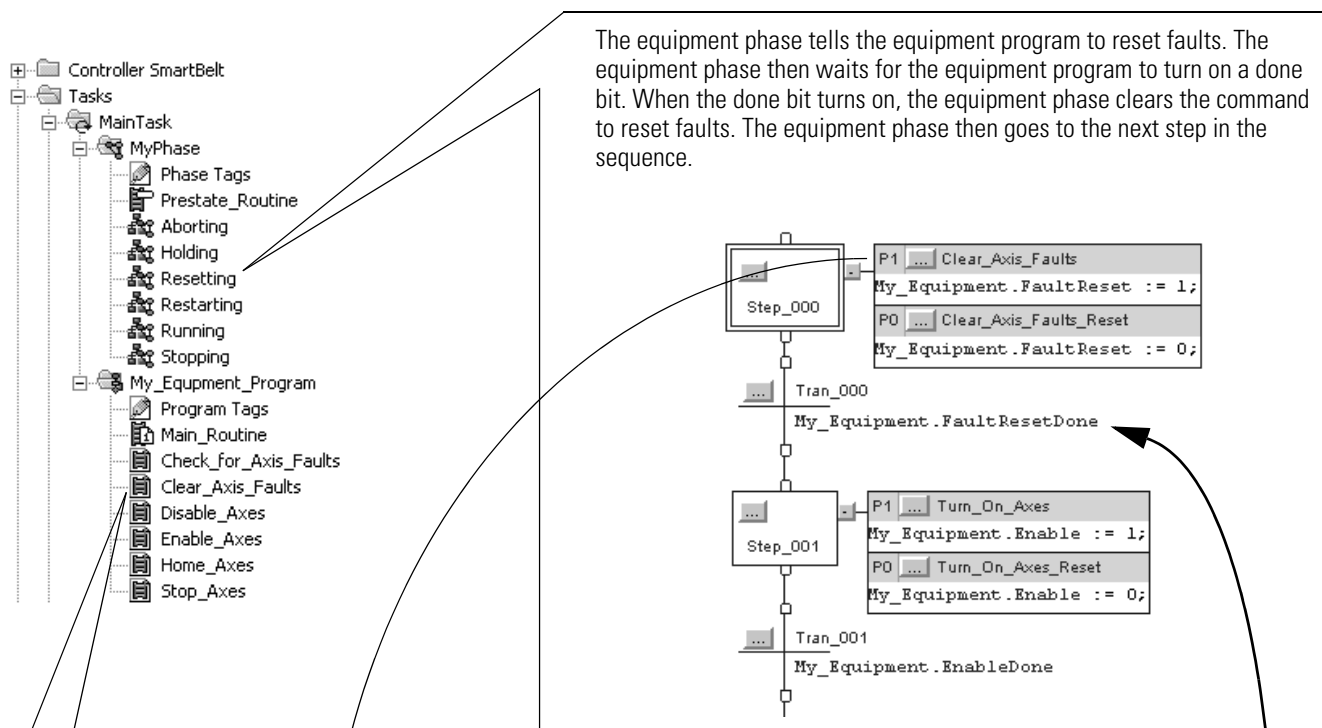 The equipment phase tells the equipment program to reset faults. The
equipment phase then waits for the equipment program to turn on a done
bit. When the done bit turns on, the equipment phase clears the command
to reset faults. The equipment phase then goes to the next step in the
sequence.
Controller SmartBelt
Tasks
MainTask
MyPhase
Phase Tags
Prestate_Routine
Aborting
Holding
Resetting
Restarting
Running
Stopping
My_Equpment_Program
Program Tags
Main_Routine
Check_for_Axis_Faults
Clear_Axis_Faults
Disable_Axes
Enable_Axes
Home_Axes
Stop_Axes
...
Step_000
P1 ... Clear_Axis_Faults
My_Equipment.FaultReset := 1;
P0 ... Clear_Axis_Faults_Reset
My_Equipment.FaultReset := 0;
... Tran_000
My_Equipment.FaultResetDone
...
Step_001
P1 ... Turn_On_Axes
My_Equipment.Enable := 1;
P0 ... Turn_On_Axes_Reset
My_Equipment.Enable := 0;
... Tran_001
My_Equipment.EnableDone